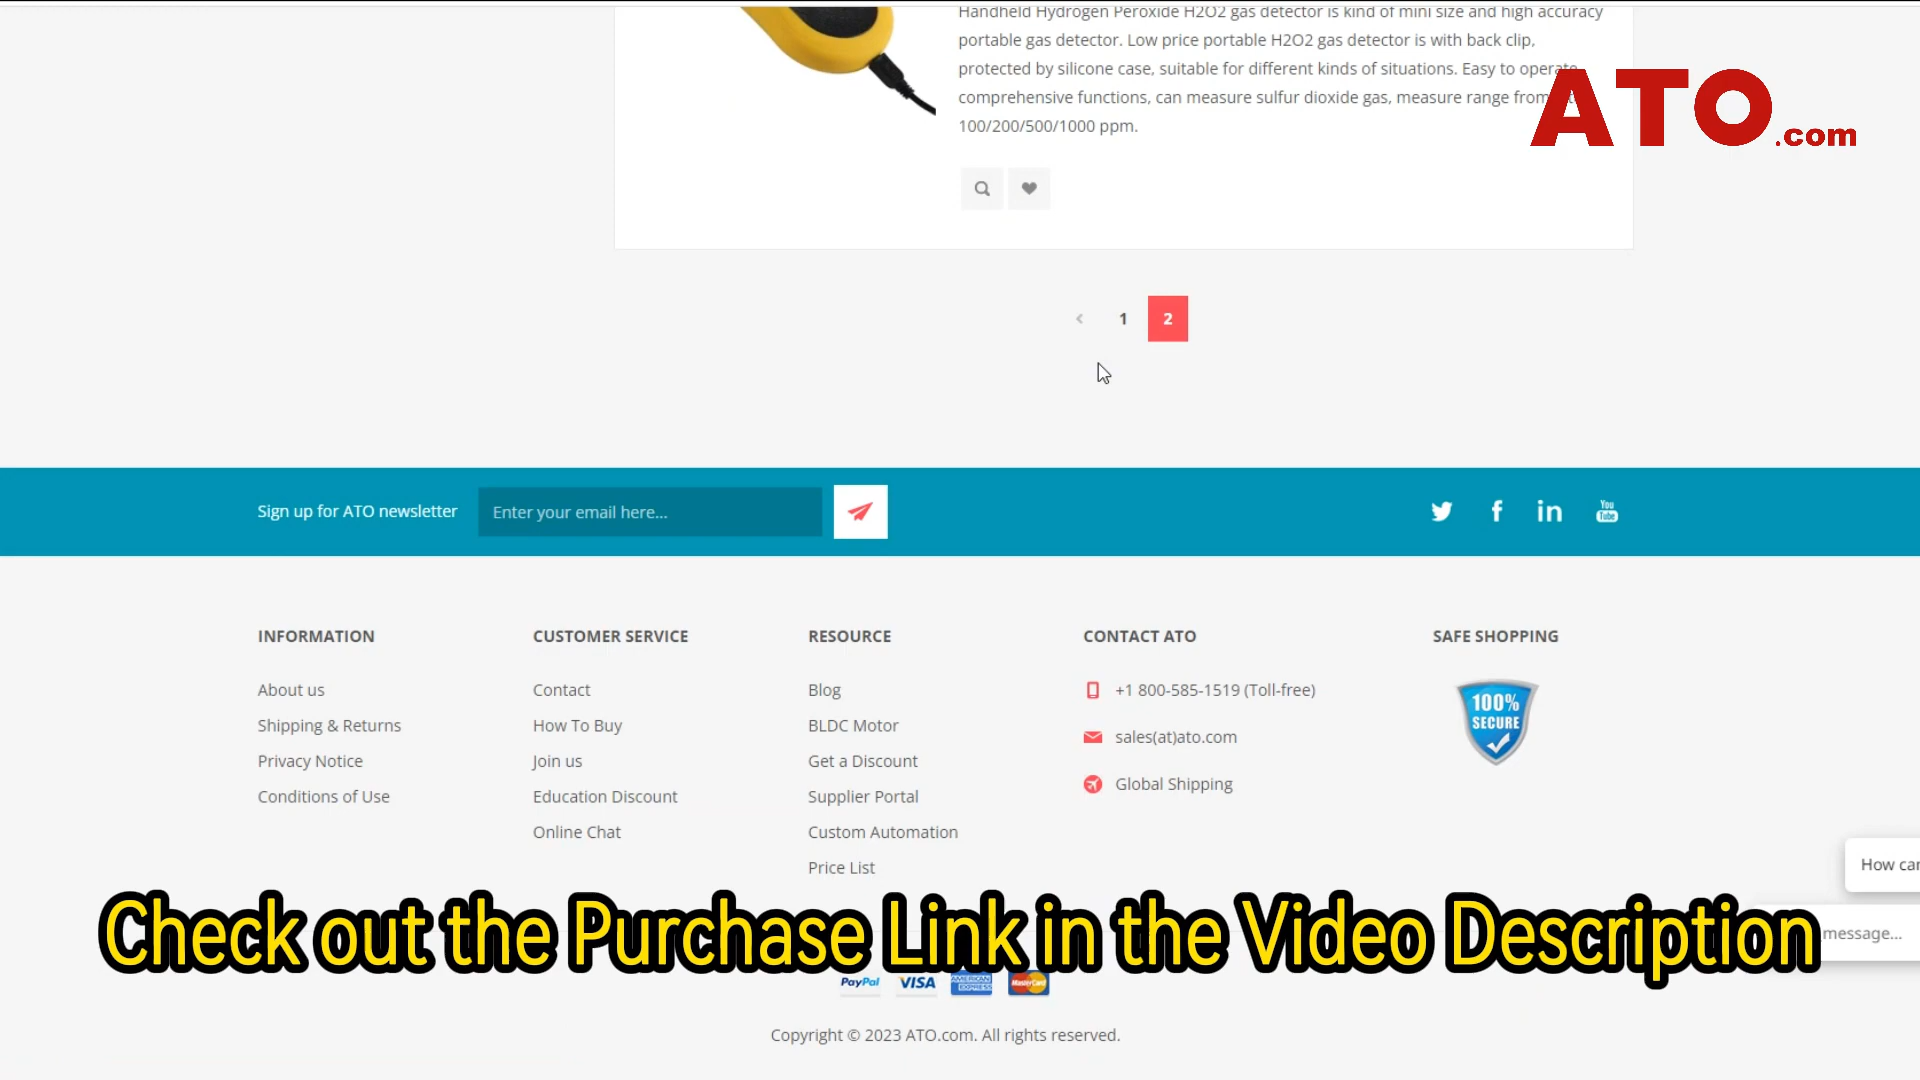 Handheld Hydrogen Peroxide H2O2 gas detector is kind of mini size and high accuracy
portable gas detector. Low price portable H2O2 gas detector is with back clip,
protected by silicone case, suitable for different kinds of situations. Easy to operate,
comprehensive functions, can measure sulfur dioxide gas, measure range from
100/200/500/1000 ppm.
ATO.com
1
2
Sign up for ATO newsletter
Enter your email here...
You
Tube
INFORMATION
About us
Shipping & Returns
Privacy Notice
Conditions of Use
CUSTOMER SERVICE
Contact
How To Buy
Join us
Education Discount
Online Chat
RESOURCE
Blog
BLDC Motor
Get a Discount
Supplier Portal
Custom Automation
Price List
CONTACT ATO
+1 800-585-1519 (Toll-free)
sales(at)ato.com
Global Shipping
SAFE SHOPPING
100%
SECURE
How can
message...
Check out the Purchase Link in the Video Description
PayPal
VISA
AMERICAN
EXPRESS
MasterCard
Copyright © 2023 ATO.com. All rights reserved.